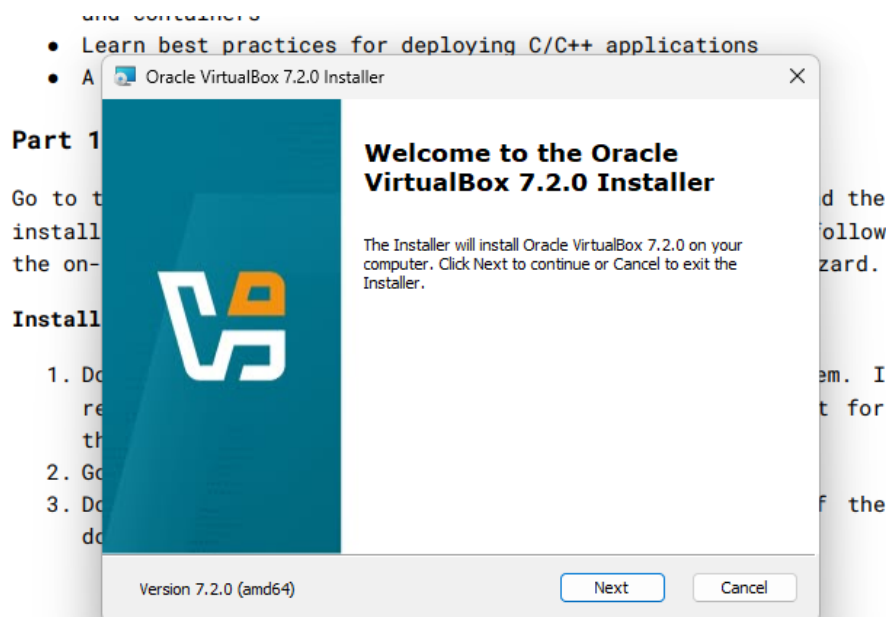 and containers
● Learn best practices for deploying C/C++ applications
● A
Oracle VirtualBox 7.2.0 Installer
Part 1
Welcome to the Oracle
VirtualBox 7.2.0 Installer
Go to t
d the
install
follow
the on-
zard.
The Installer will install Oracle VirtualBox 7.2.0 on your
computer. Click Next to continue or Cancel to exit the
Installer.
Install
1. Do
em. I
re
t for
th
2. Go
3. Do
f the
do
Version 7.2.0 (amd64)
Next
Cancel